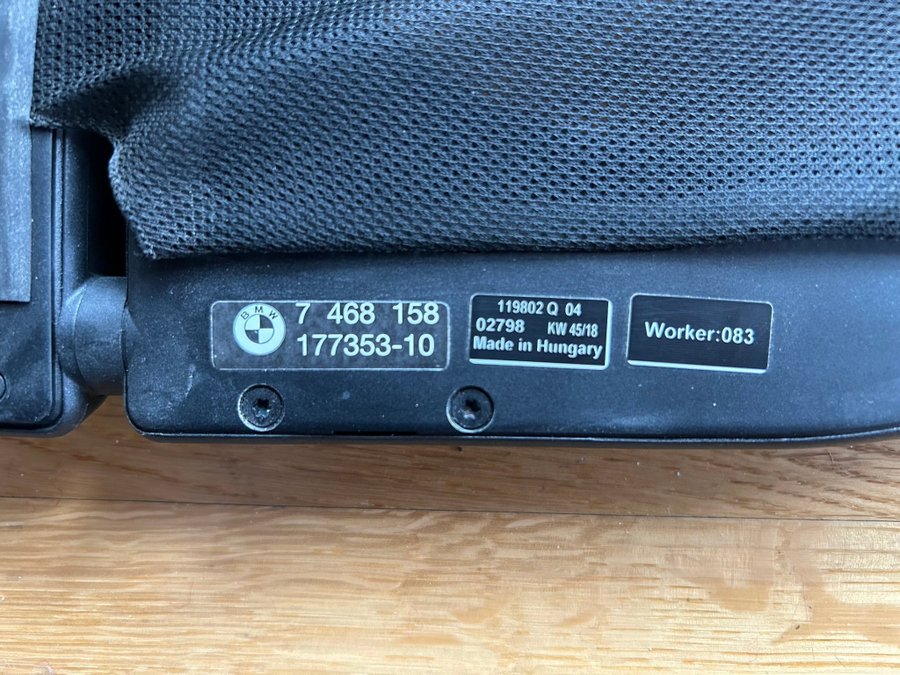 BMW
7 468 158
177353-10
119802 Q 04
02798 KW 45/18
Made in Hungary
Worker:083